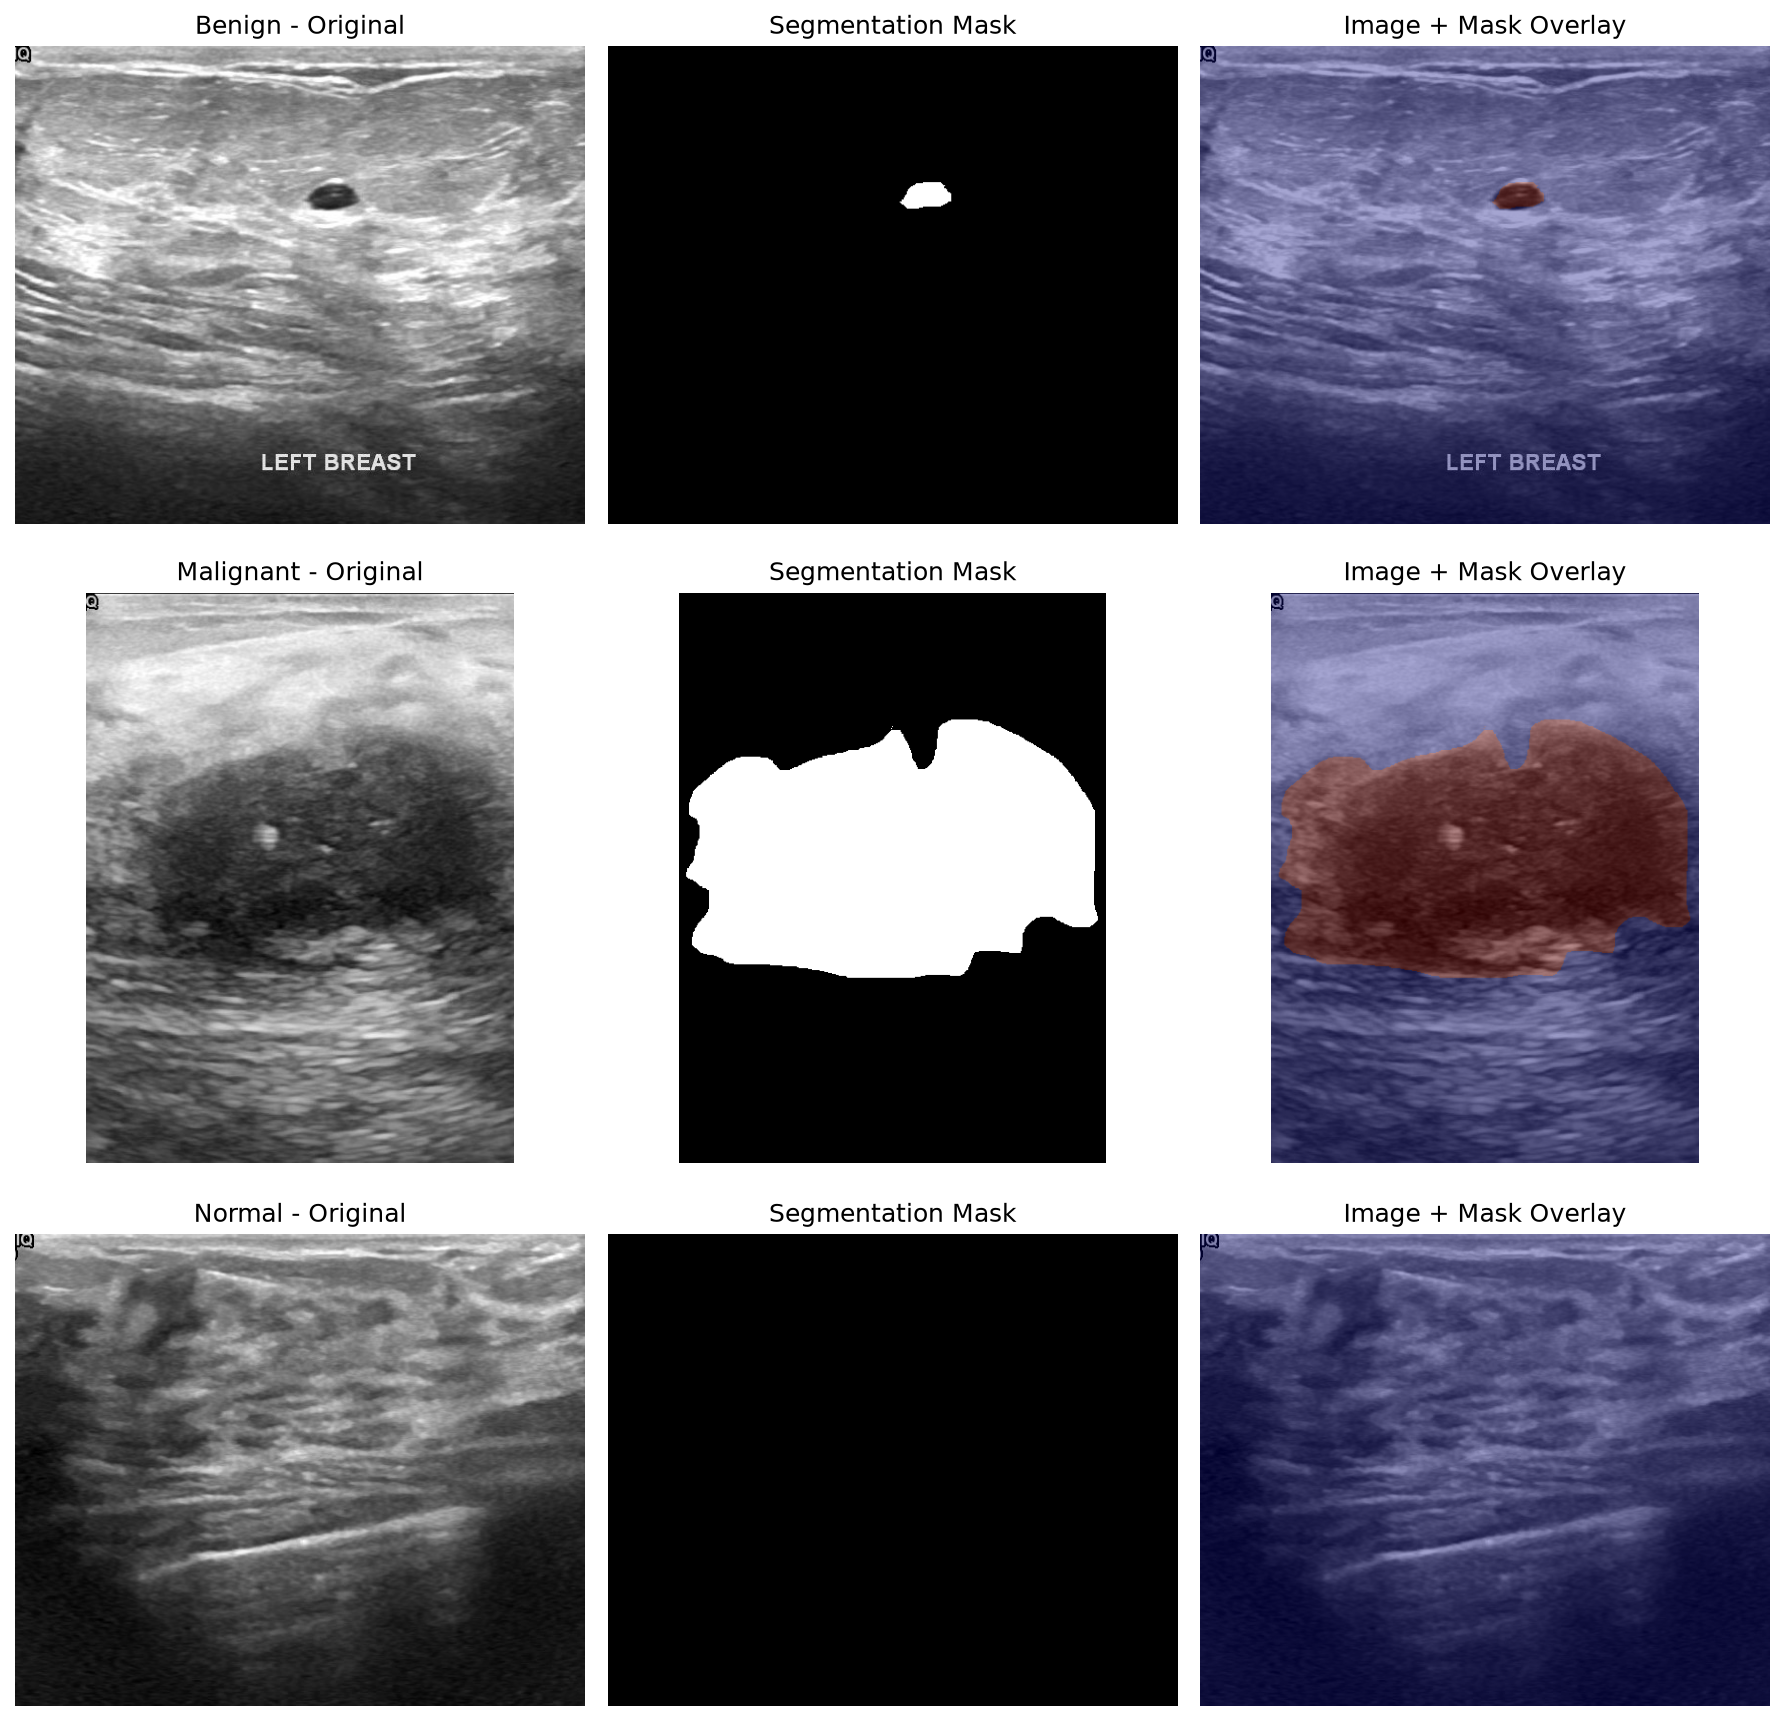 Benign - Original
Segmentation Mask
Image + Mask Overlay
Q
Q
LEFT BREAST
LEFT BREAST
Malignant - Original
Segmentation Mask
Image + Mask Overlay
Q
Q
Normal - Original
Segmentation Mask
Image + Mask Overlay
Q
Q